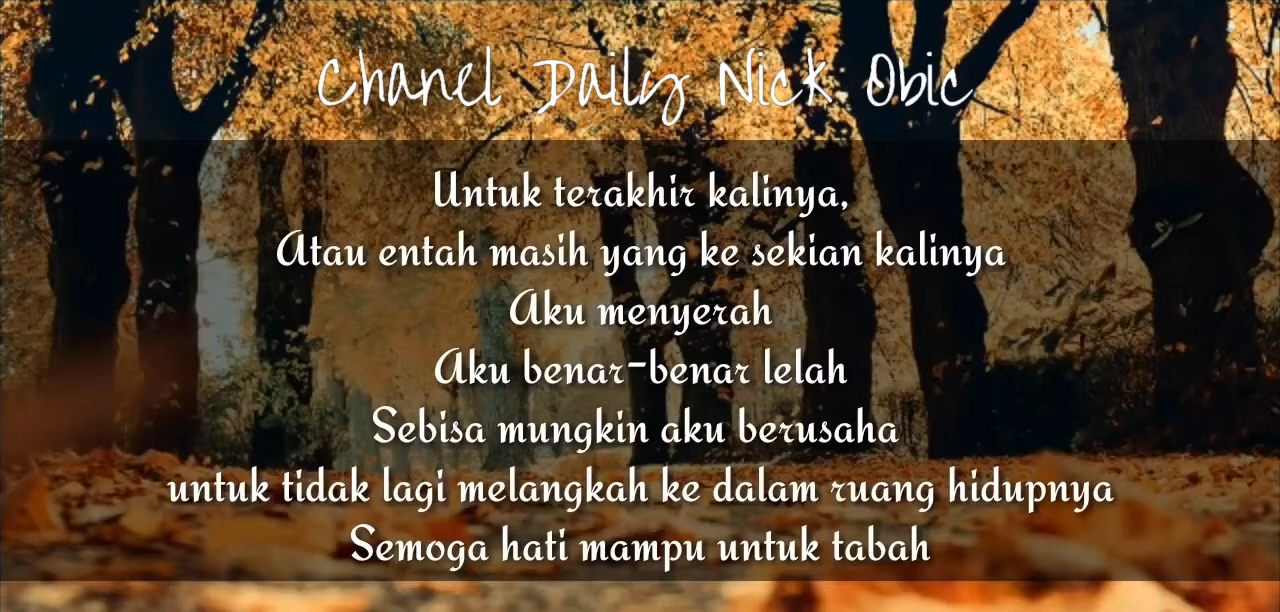 Chanel Daily Nick Obic
Untuk terakhir kalinya,
Atau entah masih yang ke sekian kalinya
Aku menyerah
Aku benar-benar lelah
Sebisa mungkin aku berusaha
untuk tidak lagi melangkah ke dalam ruang hidupnya
Semoga hati mampu untuk tabah